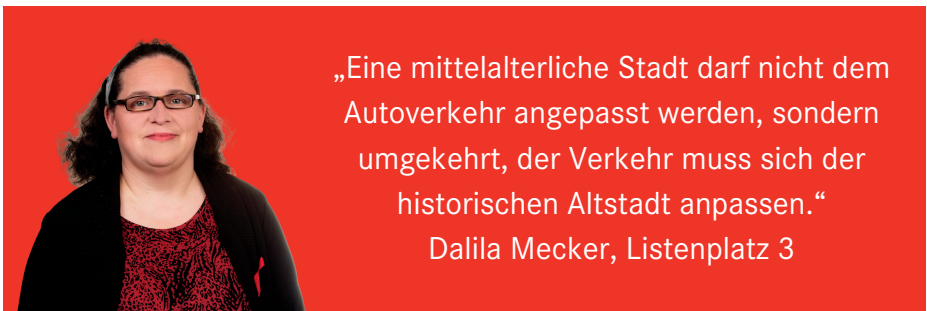 „Eine mittelalterliche Stadt darf nicht dem
Autoverkehr angepasst werden, sondern
umgekehrt, der Verkehr muss sich der
historischen Altstadt anpassen.“
Dalila Mecker, Listenplatz 3